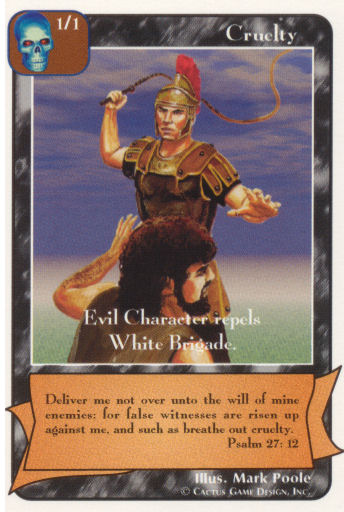 1/1
Cruelty
Evil Character repels
White Brigade.
Deliver me not over unto the will of mine
enemies: for false witnesses are risen up
against me, and such as breathe out cruelty.
Psalm 27: 12
Illus. Mark Poole
© Cactus Game Design, Inc.